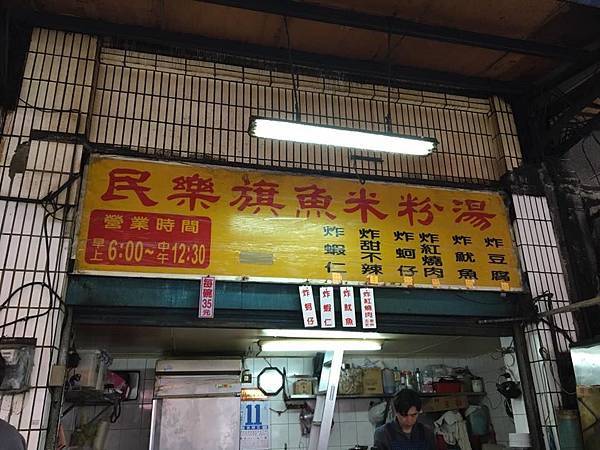 民樂旗魚米粉湯
營業時間
早上6:00~中午12:30
炸蝦仁
炸甜不辣
炸蚵仔
炸紅燒肉
炸魷魚
炸豆腐
每碗35元
炸蚵仔
炸蝦仁
炸魷魚
炸紅燒肉
11